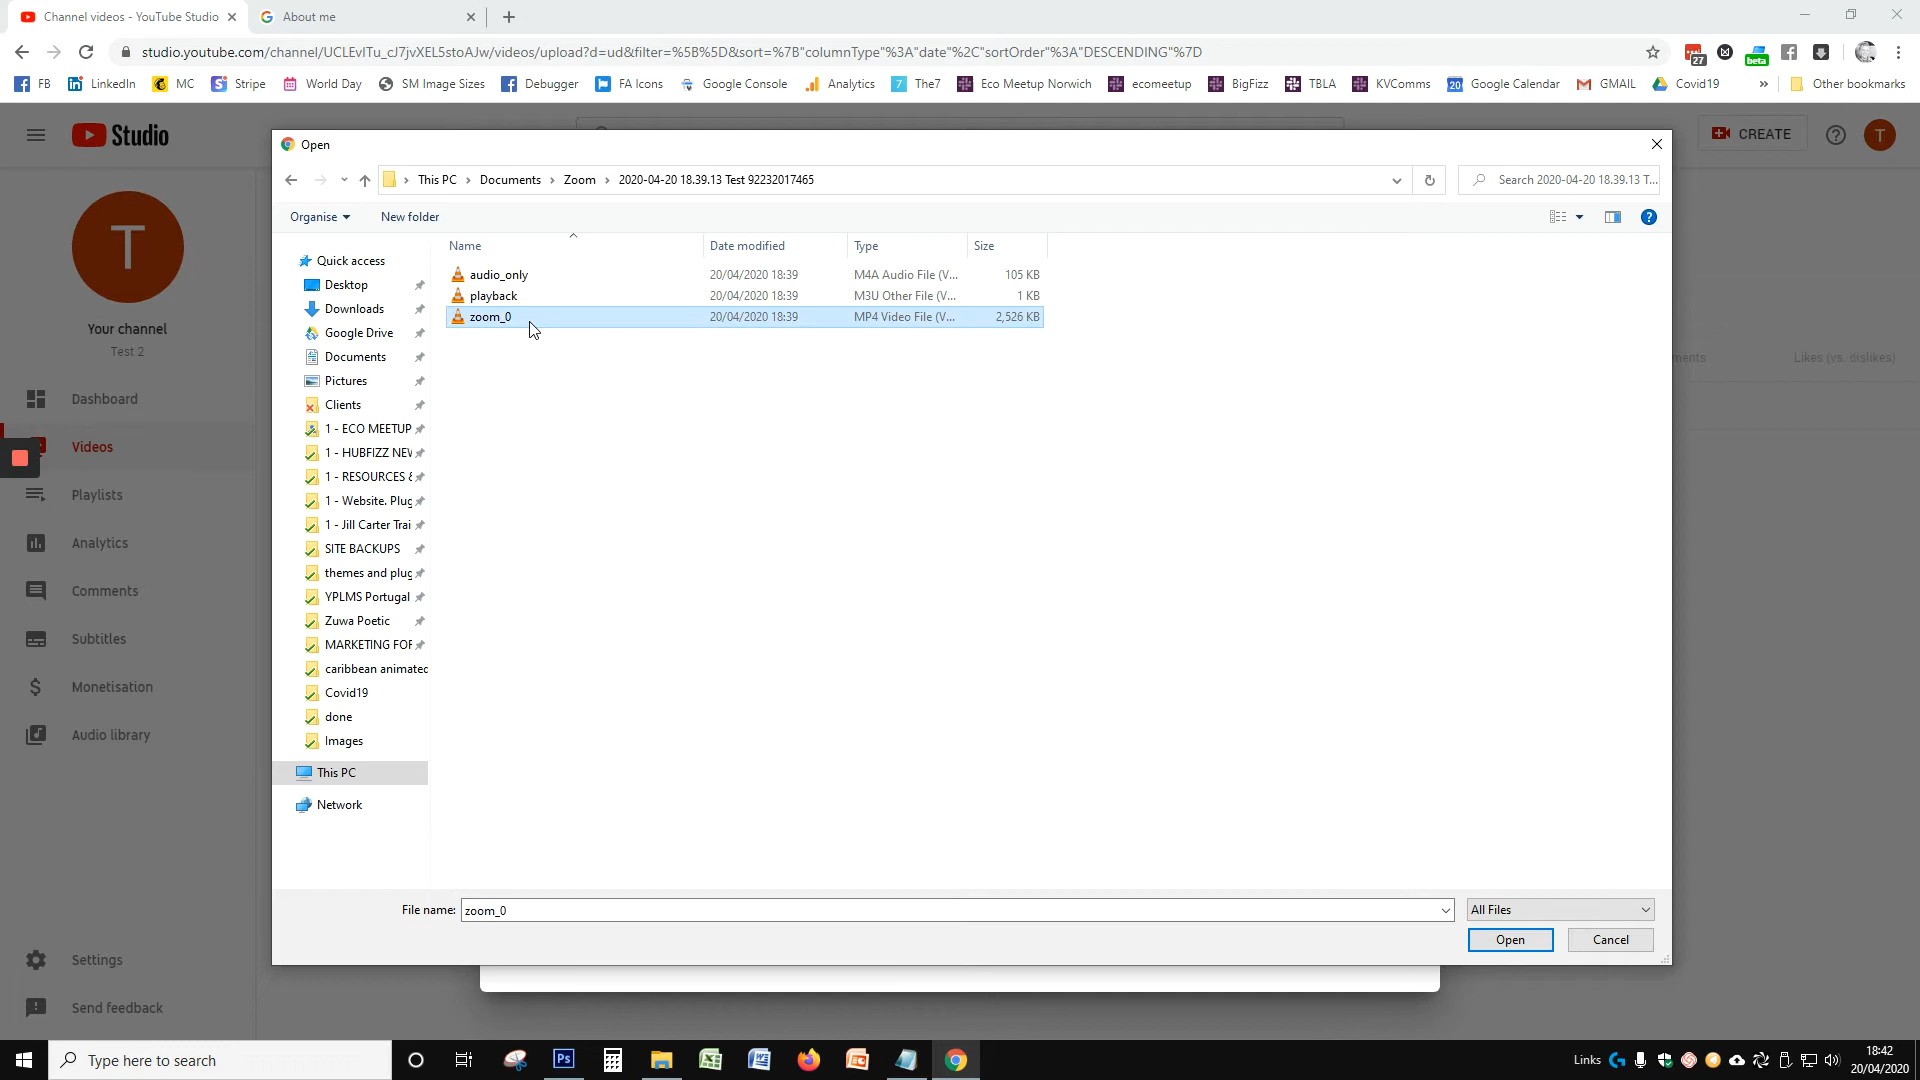 Channel videos - YouTube Studio
About me
studio.youtube.com/channel/UCLEvITu_cJ7jvXEL5stoAJw/videos/upload?d=ud&filter=%5B%5D&sort=%7B"columnType"%3A"date"%2C"sortOrder"%3A"DESCENDING"%7D
27
beta
FB
LinkedIn
MC
Stripe
World Day
SM Image Sizes
Debugger
FA Icons
Google Console
Analytics
7
The7
Eco Meetup Norwich
ecomeetup
BigFizz
TBLA
KVComms
20
Google Calendar
GMAIL
Covid19
»
Other bookmarks
Studio
CREATE
T
Open
This PC > Documents > Zoom > 2020-04-20 18.39.13 Test 92232017465
Search 2020-04-20 18.39.13 T...
Organise
New folder
Name
Date modified
Type
Size
audio_only 20/04/2020 18:39 M4A Audio File (V... 105 KB
playback 20/04/2020 18:39 M3U Other File (V... 1 KB
zoom_0 20/04/2020 18:39 MP4 Video File (V... 2,526 KB
Quick access
Desktop
Downloads
Google Drive
Documents
Pictures
Clients
1 - ECO MEETUP
1 - HUBFIZZ NEV
1 - RESOURCES &
1 - Website. Plug
1 - Jill Carter Trai
SITE BACKUPS
themes and plug
YPLMS Portugal
Zuwa Poetic
MARKETING FOR
caribbean animated
Covid19
done
Images
This PC
Network
T
Your channel
Test 2
Dashboard
Videos
Playlists
Analytics
Comments
Subtitles
Monetisation
Audio library
Settings
Send feedback
ments
Likes (vs. dislikes)
File name: zoom_0
All Files
Open
Cancel
Type here to search
Ps
Links
18:42
20/04/2020